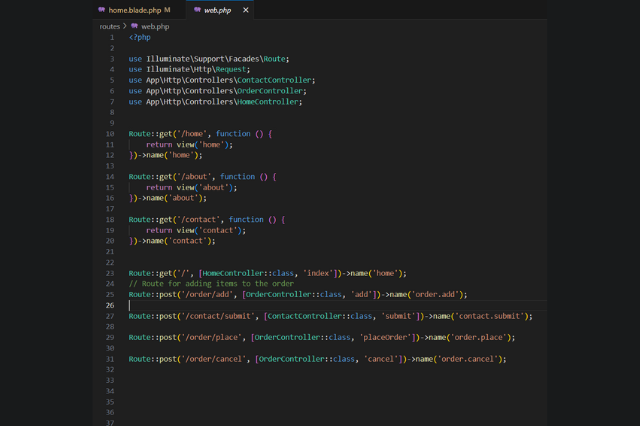 home.blade.php M
web.php ×
routes > web.php
1 <?php
2
3 use Illuminate\Support\Facades\Route;
4 use Illuminate\Http\Request;
5 use App\Http\Controllers\ContactController;
6 use App\Http\Controllers\OrderController;
7 use App\Http\Controllers\HomeController;
8
9
10 Route::get('/home', function () {
11 return view('home');
12 })->name('home');
13
14 Route::get('/about', function () {
15 return view('about');
16 })->name('about');
17
18 Route::get('/contact', function () {
19 return view('contact');
20 })->name('contact');
21
22
23 Route::get('/', [HomeController::class, 'index'])->name('home');
24 // Route for adding items to the order
25 Route::post('/order/add', [OrderController::class, 'add'])->name('order.add');
26
27 Route::post('/contact/submit', [ContactController::class, 'submit'])->name('contact.submit');
28
29 Route::post('/order/place', [OrderController::class, 'placeOrder'])->name('order.place');
30
31 Route::post('/order/cancel', [OrderController::class, 'cancel'])->name('order.cancel');
32
33
34
35
36
37